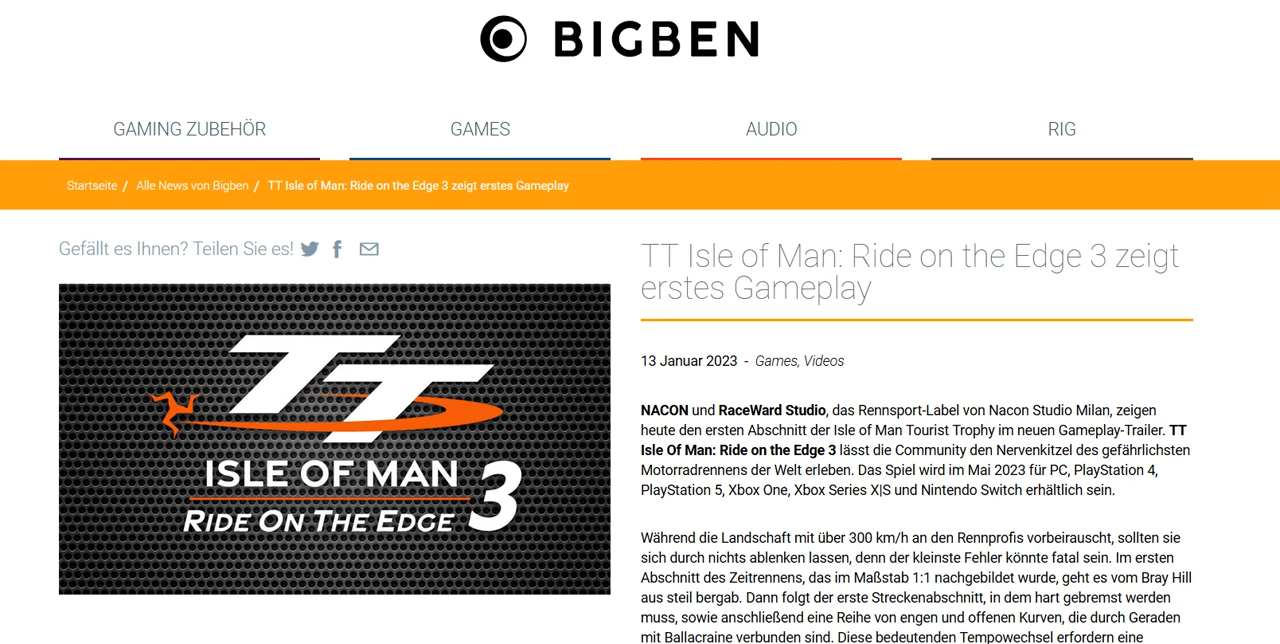 BIGBEN
GAMING ZUBEHÖR
GAMES
AUDIO
RIG
Startseite / Alle News von Bigben / TT Isle of Man: Ride on the Edge 3 zeigt erstes Gameplay
Gefällt es Ihnen? Teilen Sie es!
TT
ISLE OF MAN
RIDE ON THE EDGE
3
TT Isle of Man: Ride on the Edge 3 zeigt
erstes Gameplay
13 Januar 2023 - Games, Videos
NACON und RaceWard Studio, das Rennsport-Label von Nacon Studio Milan, zeigen
heute den ersten Abschnitt der Isle of Man Tourist Trophy im neuen Gameplay-Trailer. TT
Isle Of Man: Ride on the Edge 3 lässt die Community den Nervenkitzel des gefährlichsten
Motorradrennens der Welt erleben. Das Spiel wird im Mai 2023 für PC, PlayStation 4,
PlayStation 5, Xbox One, Xbox Series X|S und Nintendo Switch erhältlich sein.
Während die Landschaft mit über 300 km/h an den Rennprofis vorbeirauscht, sollten sie
sich durch nichts ablenken lassen, denn der kleinste Fehler könnte fatal sein. Im ersten
Abschnitt des Zeitrennens, das im Maßstab 1:1 nachgebildet wurde, geht es vom Bray Hill
aus steil bergab. Dann folgt der erste Streckenabschnitt, in dem hart gebremst werden
muss, sowie anschließend eine Reihe von engen und offenen Kurven, die durch Geraden
mit Ballacraine verbunden sind. Diese bedeutenden Tempowechsel erfordern eine